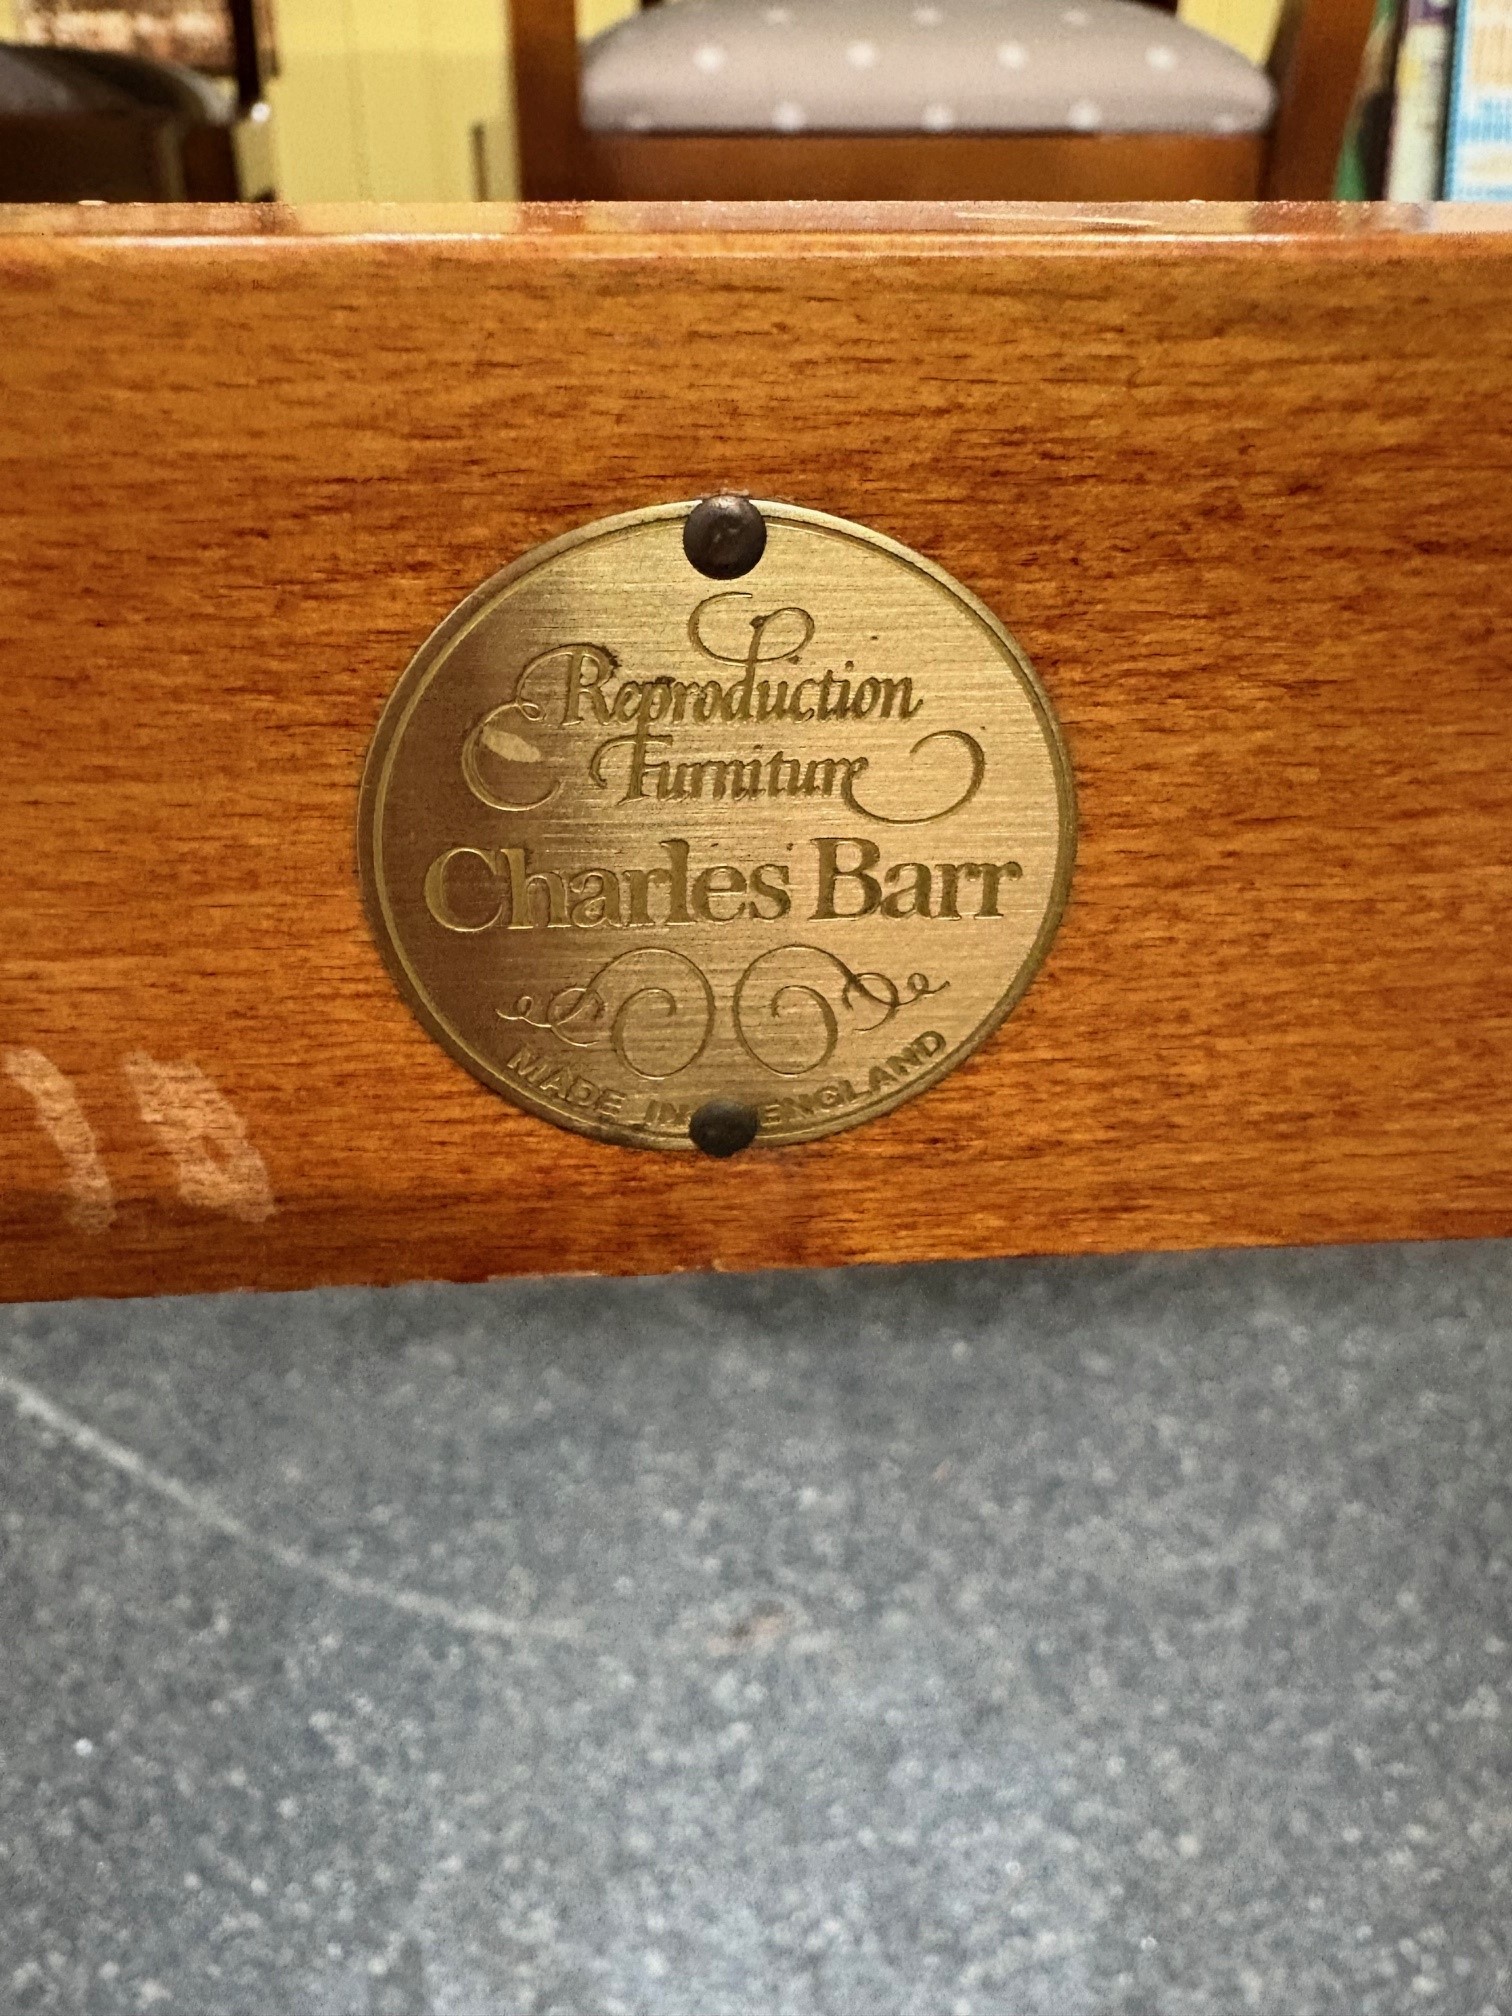 Reproduction
Furniture
Charles Barr
MADE IN ENGLAND